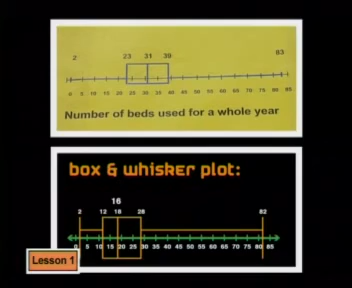 2 23 31 39 83
0 5 10 15 20 25 30 35 40 45 50 55 60 65 70 75 80 85
Number of beds used for a whole year
box & whisker plot:
16
2 12 18 28 82
0 5 10 15 20 25 30 35 40 45 50 55 60 65 70 75 80 85
Lesson 1